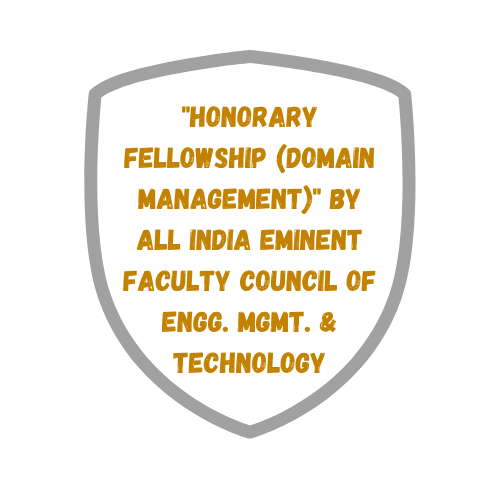 "HONORARY
FELLOWSHIP (DOMAIN
MANAGEMENT)" BY
ALL INDIA EMINENT
FACULTY COUNCIL OF
ENGG. MGMT. &
TECHNOLOGY